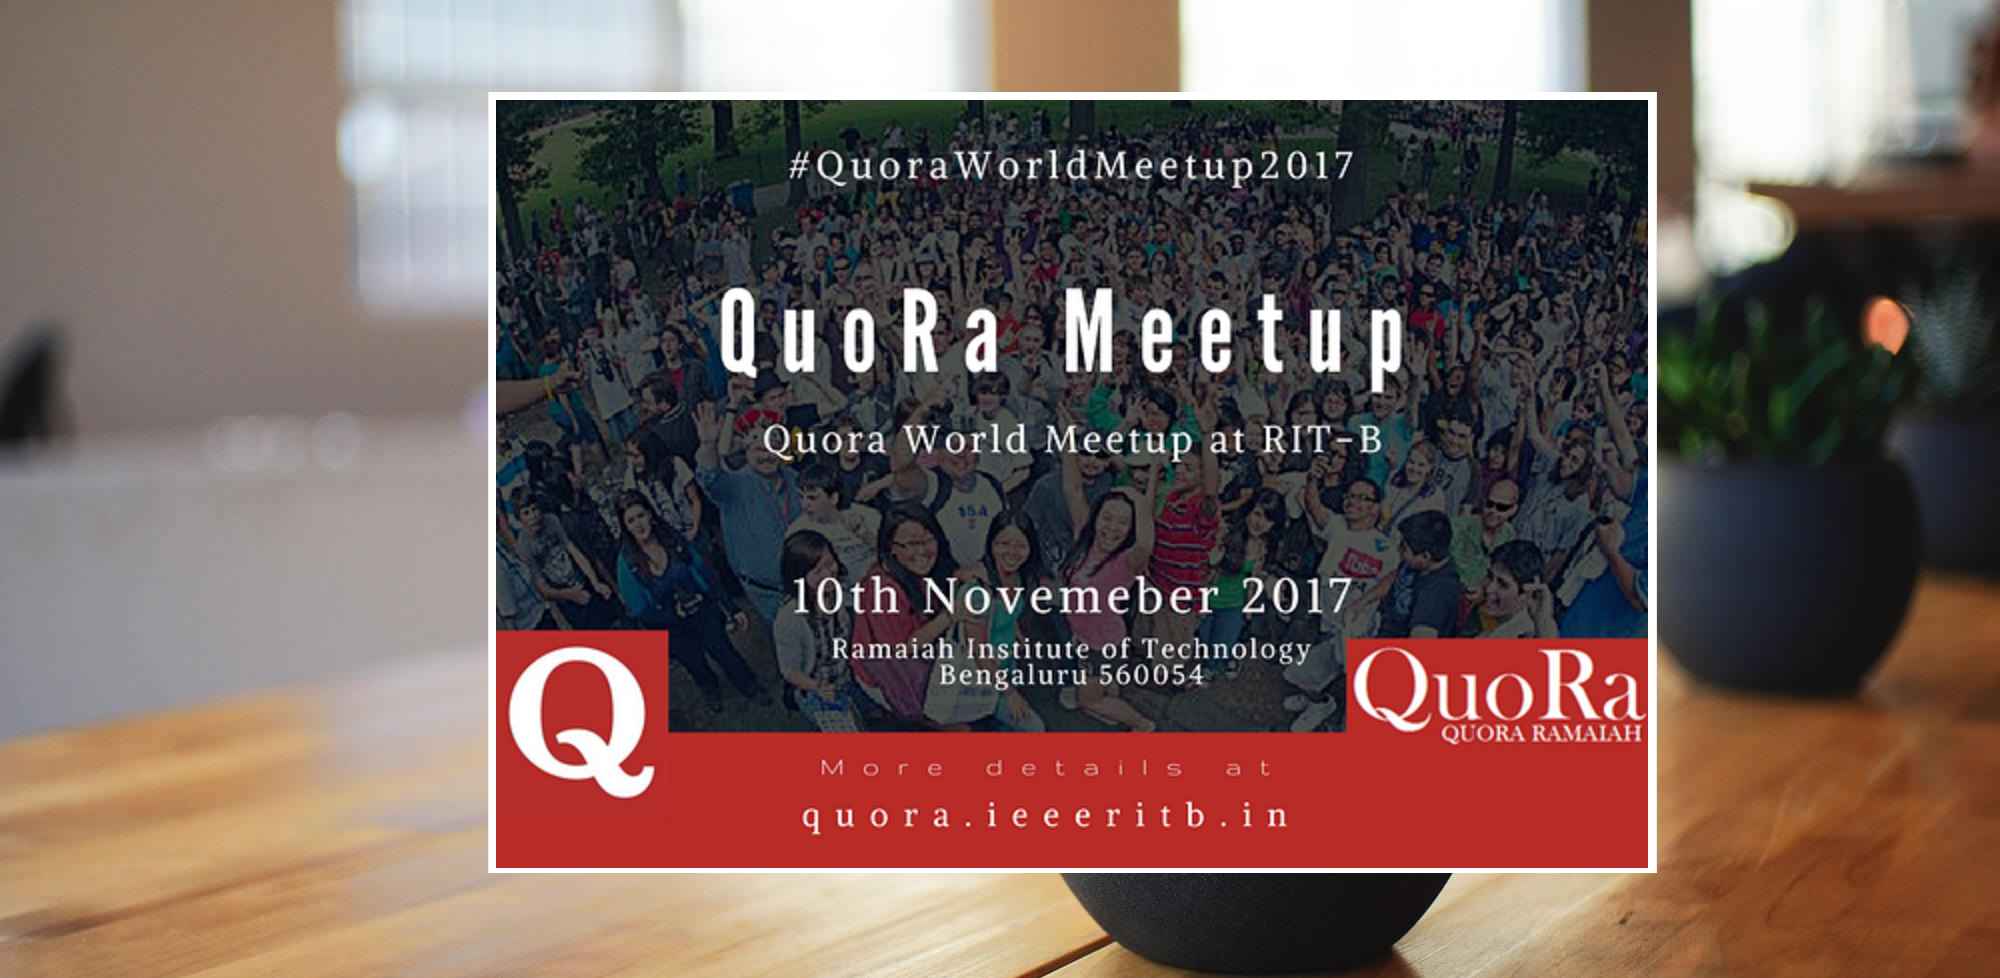 #QuoraWorldMeetup2017
QuoRa Meetup
Quora World Meetup at RIT-B
10th Novemeber 2017
Ramaiah Institute of Technology
Bengaluru 560054
Q
QuoRa
QUORA RAMAIAH
More details at
quora.ieeeritb.in